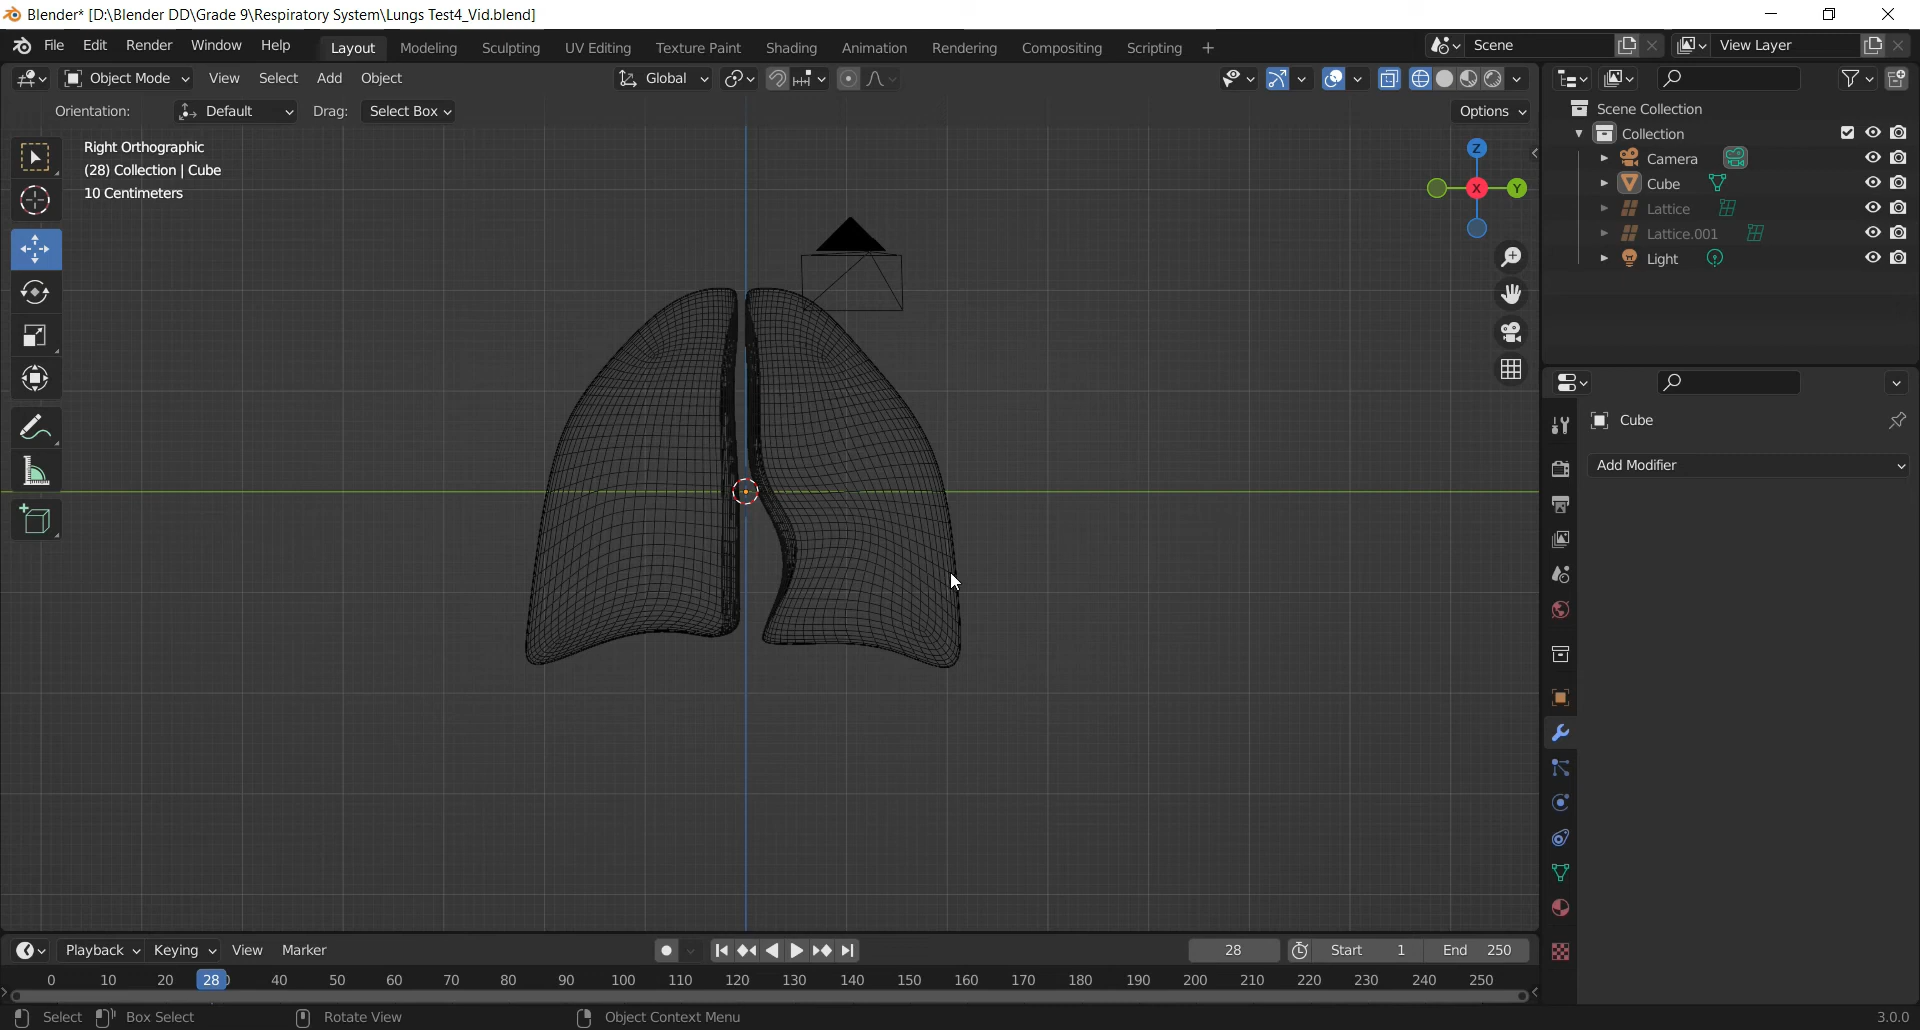 Blender* [D:\Blender DD\Grade 9\Respiratory System\Lungs Test4_Vid.blend]
File Edit Render Window Help Layout Modeling Sculpting UV Editing Texture Paint Shading Animation Rendering Compositing Scripting + Scene View Layer
Object Mode View Select Add Object Global
Orientation: Default Drag: Select Box Options
Right Orthographic
(28) Collection | Cube
10 Centimeters
Z
X
Y
Scene Collection
Collection
Camera
Cube
Lattice
Lattice.001
Light
Cube
Add Modifier
Playback Keying View Marker 28 Start 1 End 250
0 10 20 28 40 50 60 70 80 90 100 110 120 130 140 150 160 170 180 190 200 210 220 230 240 250
Select Box Select Rotate View Object Context Menu 3.0.0